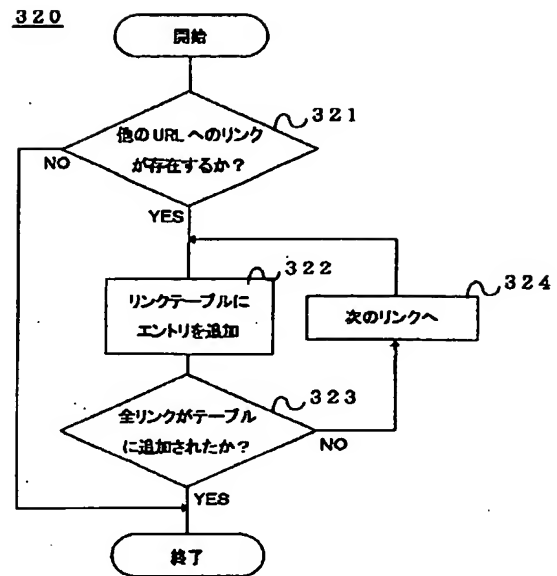 320
開始
321
他の URL へのリンク
が存在するか？
NO
YES
322
リンクテーブルに
エントリを追加
324
次のリンクへ
323
全リンクがテーブル
に追加されたか？
NO
YES
終了